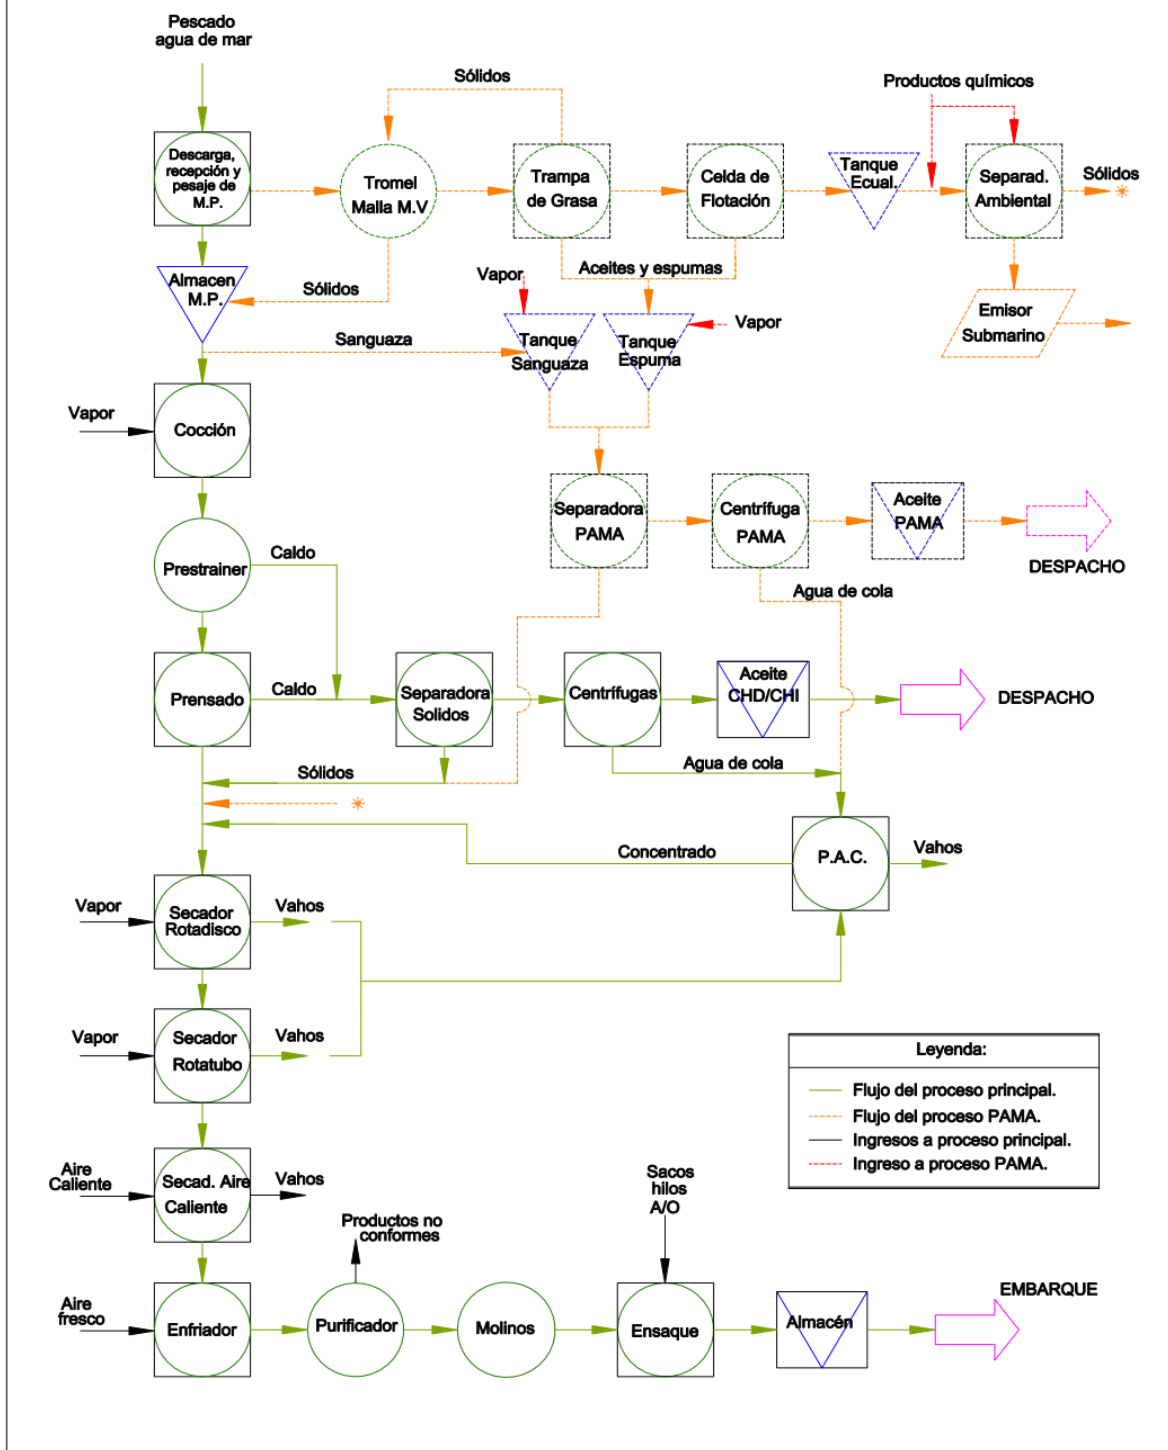 Pescado
agua de mar
Sólidos
Productos químicos
Descarga,
recepción y
pesaje de
M.P.
Tromel
Malla M.V
Trampa
de Grasa
Celda de
Flotación
Tanque
Ecual.
Separad.
Ambiental
Sólidos
Almacen
M.P.
Sólidos
Aceites y espumas
Vapor
Vapor
Emisor
Submarino
Sanguaza
Tanque
Sanguaza
Tanque
Espuma
Vapor
Cocción
Separadora
PAMA
Centrífuga
PAMA
Aceite
PAMA
DESPACHO
Prestrainer
Caldo
Agua de cola
Prensado
Caldo
Separadora
Solidos
Centrífugas
Aceite
CHD/CHI
DESPACHO
Sólidos
Agua de cola
Concentrado
P.A.C.
Vahos
Vapor
Secador
Rotadisco
Vahos
Vapor
Secador
Rotatubo
Vahos
Leyenda:
Flujo del proceso principal.
Flujo del proceso PAMA.
Ingresos a proceso principal.
Ingreso a proceso PAMA.
Aire
Caliente
Secad. Aire
Caliente
Vahos
Sacos
hilos
A/O
Productos no
conformes
Aire
fresco
Enfriador
Purificador
Molinos
Ensaque
Almacén
EMBARQUE